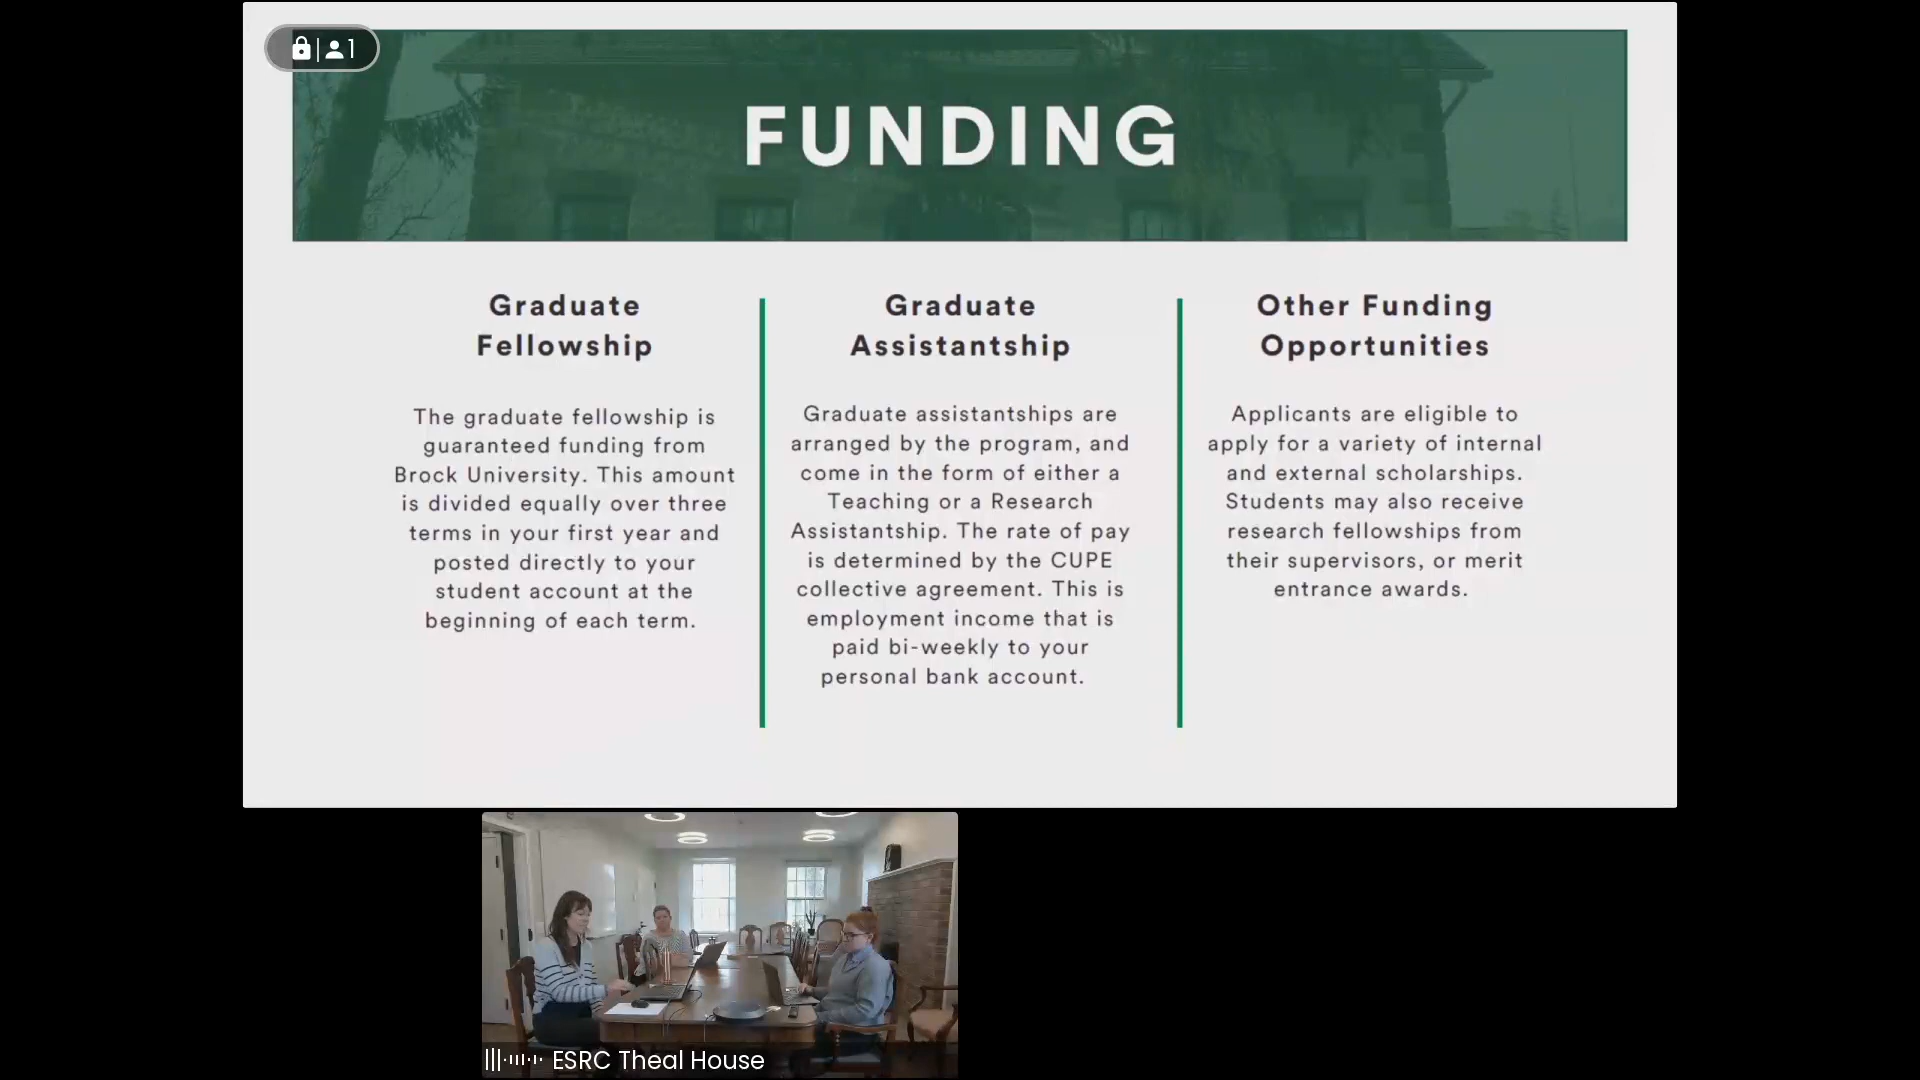 1
FUNDING
Graduate
Fellowship
The graduate fellowship is
guaranteed funding from
Brock University. This amount
is divided equally over three
terms in your first year and
posted directly to your
student account at the
beginning of each term.
Graduate
Assistantship
Graduate assistantships are
arranged by the program, and
come in the form of either a
Teaching or a Research
Assistantship. The rate of pay
is determined by the CUPE
collective agreement. This is
employment income that is
paid bi-weekly to your
personal bank account.
Other Funding
Opportunities
Applicants are eligible to
apply for a variety of internal
and external scholarships.
Students may also receive
research fellowships from
their supervisors, or merit
entrance awards.
ESRC Theal House